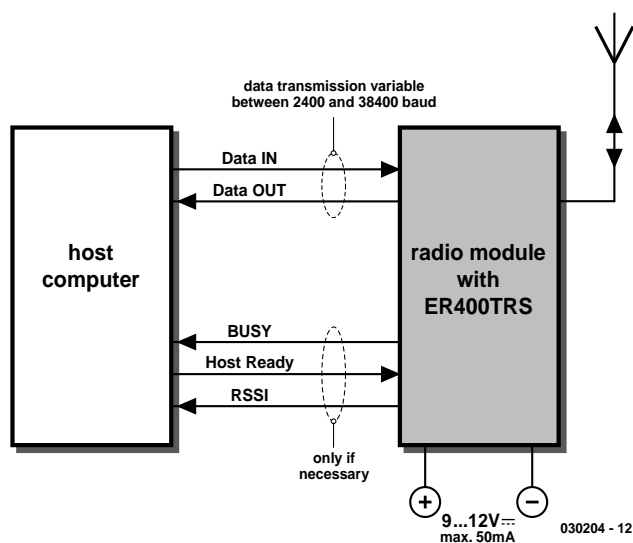 data transmission variable
between 2400 and 38400 baud
Data IN
Data OUT
host
computer
radio module
with
ER400TRS
BUSY
Host Ready
RSSI
only if
necessary
+
−
9...12V⎓
max. 50mA
030204 - 12